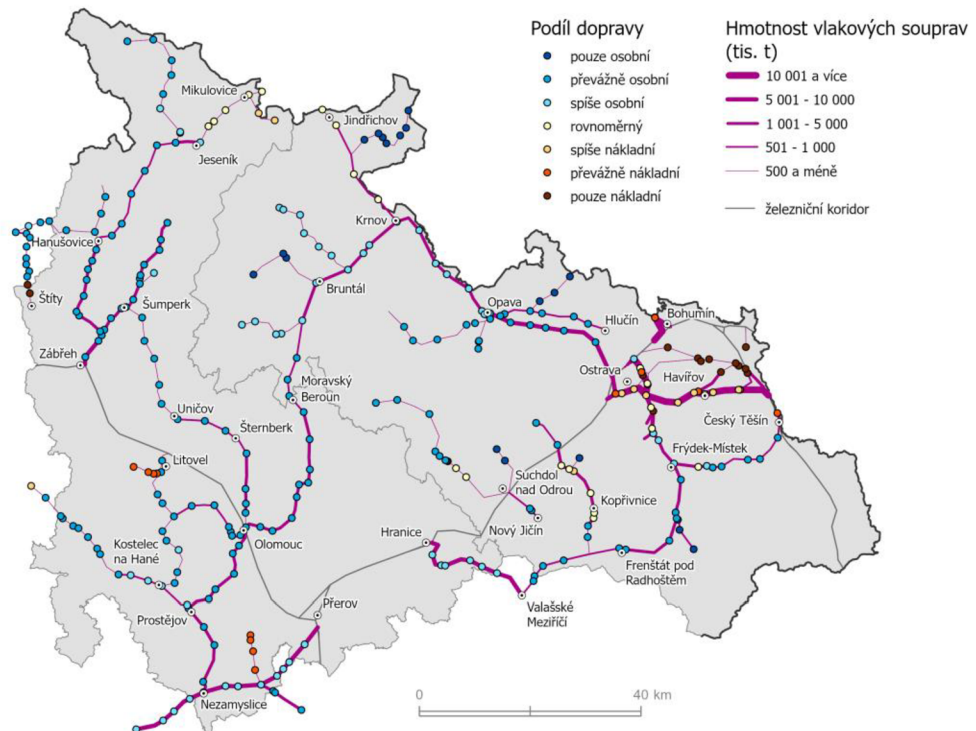 Podíl dopravy
pouze osobní
převážně osobní
spíše osobní
rovnoměrný
spíše nákladní
převážně nákladní
pouze nákladní
Hmotnost vlakových souprav
(tis. t)
10 001 a více
5 001 - 10 000
1 001 - 5 000
501 - 1 000
500 a méně
železniční koridor
Mikulovice
Jindřichov
Jeseník
Krnov
Hanušovice
Štíty
Šumperk
Bruntál
Opava
Hlučín
Bohumín
Zábřeh
Ostrava
Havířov
Moravský
Beroun
Český Těšín
Uničov
Šternberk
Frýdek-Místek
Litovel
Suchdol
nad Odrou
Kopřivnice
Kostelec
na Hané
Olomouc
Hranice
Nový Jičín
Frenštát pod
Radhoštěm
Přerov
Valašské
Meziříčí
Prostějov
Nezamyslice
0
40 km